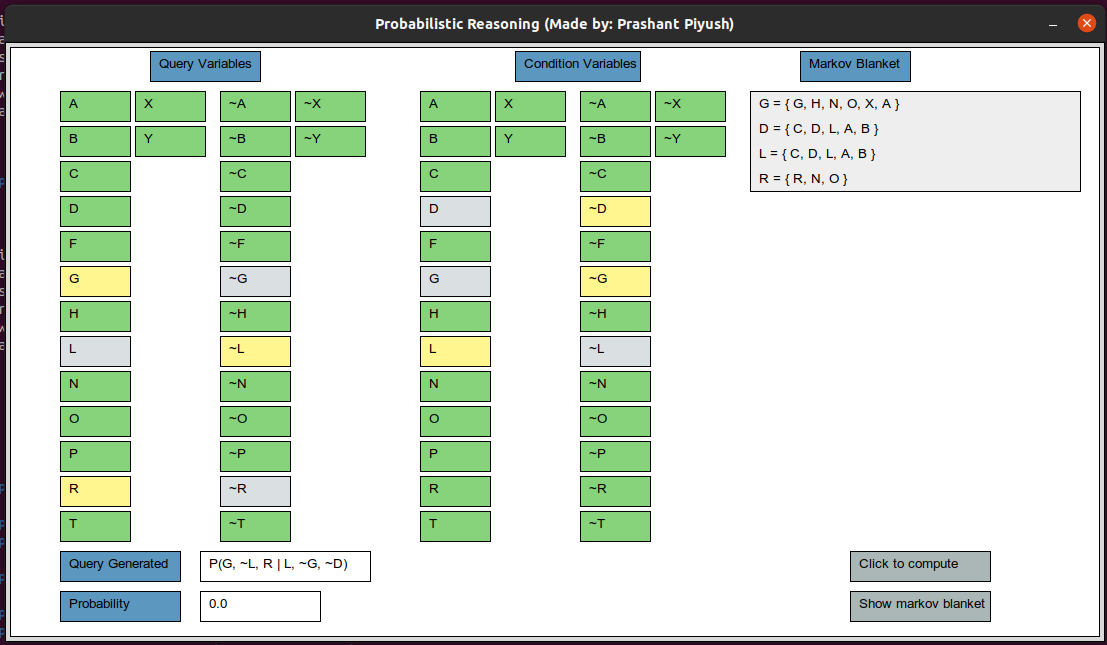 Probabilistic Reasoning (Made by: Prashant Piyush)
Query Variables
Condition Variables
Markov Blanket
A X ~A ~X A X ~A ~X
G = { G, H, N, O, X, A }
B Y ~B ~Y B Y ~B ~Y
D = { C, D, L, A, B }
L = { C, D, L, A, B }
C ~C C ~C
R = { R, N, O }
D ~D D ~D
F ~F F ~F
G ~G G ~G
H ~H H ~H
L ~L L ~L
N ~N N ~N
O ~O O ~O
P ~P P ~P
R ~R R ~R
T ~T T ~T
Query Generated P(G, ~L, R | L, ~G, ~D) Click to compute
Probability 0.0 Show markov blanket